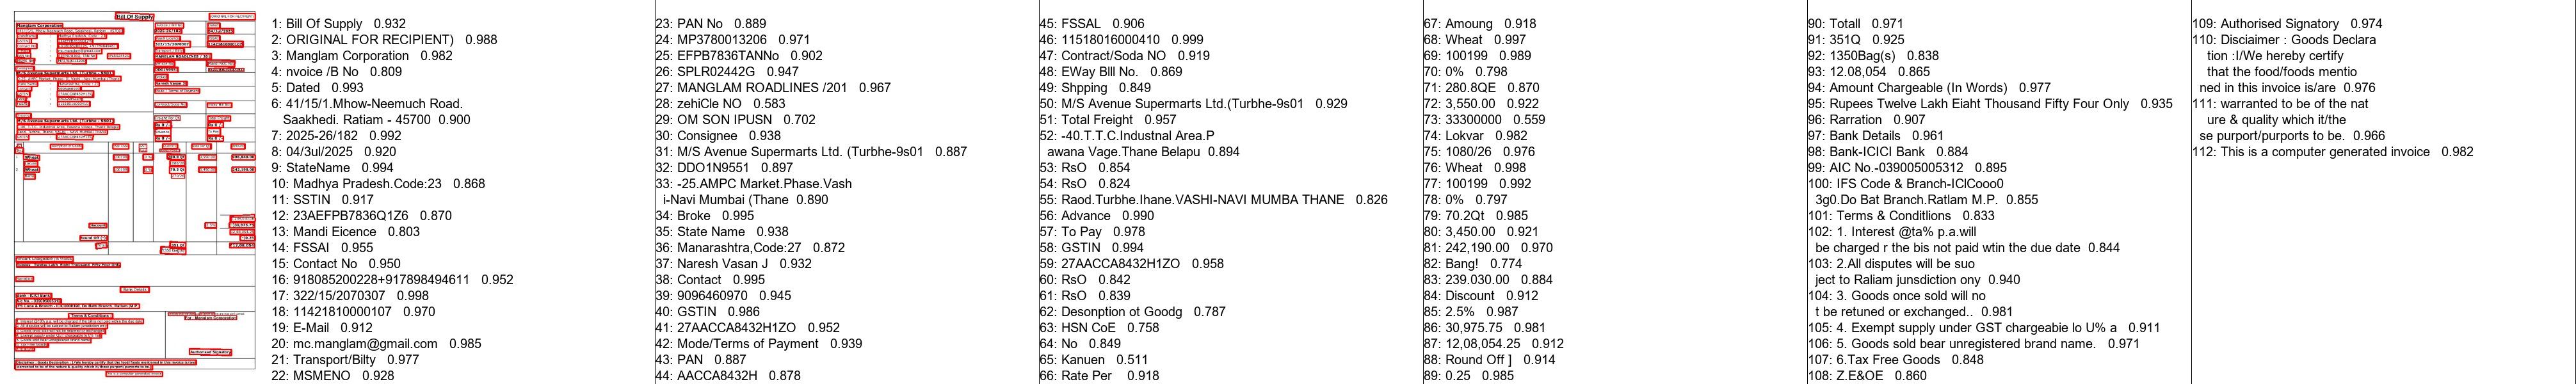 1: Bill Of Supply 0.932
2: ORIGINAL FOR RECIPIENT) 0.988
3: Manglam Corporation 0.982
4: nvoice /B No 0.809
5: Dated 0.993
6: 41/15/1.Mhow-Neemuch Road.
Saakhedi. Ratiam - 45700 0.900
7: 2025-26/182 0.992
8: 04/3ul/2025 0.920
9: StateName 0.994
10: Madhya Pradesh.Code:23 0.868
11: SSTIN 0.917
12: 23AEFPB7836Q1Z6 0.870
13: Mandi Eicence 0.803
14: FSSAI 0.955
15: Contact No 0.950
16: 918085200228+917898494611 0.952
17: 322/15/2070307 0.998
18: 11421810000107 0.970
19: E-Mail 0.912
20: mc.manglam@gmail.com 0.985
21: Transport/Bilty 0.977
22: MSMENO 0.928
23: PAN No 0.889
24: MP3780013206 0.971
25: EFPB7836TANNo 0.902
26: SPLR02442G 0.947
27: MANGLAM ROADLINES /201 0.967
28: zehiCle NO 0.583
29: OM SON IPUSN 0.702
30: Consignee 0.938
31: M/S Avenue Supermarts Ltd. (Turbhe-9s01 0.887
32: DDO1N9551 0.897
33: -25.AMPC Market.Phase.Vash
i-Navi Mumbai (Thane 0.890
34: Broke 0.995
35: State Name 0.938
36: Manarashtra,Code:27 0.872
37: Naresh Vasan J 0.932
38: Contact 0.995
39: 9096460970 0.945
40: GSTIN 0.986
41: 27AACCA8432H1ZO 0.952
42: Mode/Terms of Payment 0.939
43: PAN 0.887
44: AACCA8432H 0.878
45: FSSAL 0.906
46: 11518016000410 0.999
47: Contract/Soda NO 0.919
48: EWay BIll No. 0.869
49: Shpping 0.849
50: M/S Avenue Supermarts Ltd.(Turbhe-9s01 0.929
51: Total Freight 0.957
52: -40.T.T.C.Industnal Area.P
awana Vage.Thane Belapu 0.894
53: RsO 0.854
54: RsO 0.824
55: Raod.Turbhe.Ihane.VASHI-NAVI MUMBA THANE 0.826
56: Advance 0.990
57: To Pay 0.978
58: GSTIN 0.994
59: 27AACCA8432H1ZO 0.958
60: RsO 0.842
61: RsO 0.839
62: Desonption ot Goodg 0.787
63: HSN CoE 0.758
64: No 0.849
65: Kanuen 0.511
66: Rate Per 0.918
67: Amoung 0.918
68: Wheat 0.997
69: 100199 0.989
70: 0% 0.798
71: 280.8QE 0.870
72: 3,550.00 0.922
73: 33300000 0.559
74: Lokvar 0.982
75: 1080/26 0.976
76: Wheat 0.998
77: 100199 0.992
78: 0% 0.797
79: 70.2Qt 0.985
80: 3,450.00 0.921
81: 242,190.00 0.970
82: Bang! 0.774
83: 239.030.00 0.884
84: Discount 0.912
85: 2.5% 0.987
86: 30,975.75 0.981
87: 12,08,054.25 0.912
88: Round Off ] 0.914
89: 0.25 0.985
90: Totall 0.971
91: 351Q 0.925
92: 1350Bag(s) 0.838
93: 12.08,054 0.865
94: Amount Chargeable (In Words) 0.977
95: Rupees Twelve Lakh Eiaht Thousand Fifty Four Only 0.935
96: Rarration 0.907
97: Bank Details 0.961
98: Bank-ICICI Bank 0.884
99: AIC No.-039005005312 0.895
100: IFS Code & Branch-IClCooo0
3g0.Do Bat Branch.Ratlam M.P. 0.855
101: Terms & Conditlions 0.833
102: 1. Interest @ta% p.a.will
be charged r the bis not paid wtin the due date 0.844
103: 2.All disputes will be suo
ject to Raliam junsdiction ony 0.940
104: 3. Goods once sold will no
t be retuned or exchanged.. 0.981
105: 4. Exempt supply under GST chargeable lo U% a 0.911
106: 5. Goods sold bear unregistered brand name. 0.971
107: 6.Tax Free Goods 0.848
108: Z.E&OE 0.860
109: Authorised Signatory 0.974
110: Disclaimer : Goods Declara
tion :I/We hereby certify
that the food/foods mentio
ned in this invoice is/are 0.976
111: warranted to be of the nat
ure & quality which it/the
se purport/purports to be. 0.966
112: This is a computer generated invoice 0.982